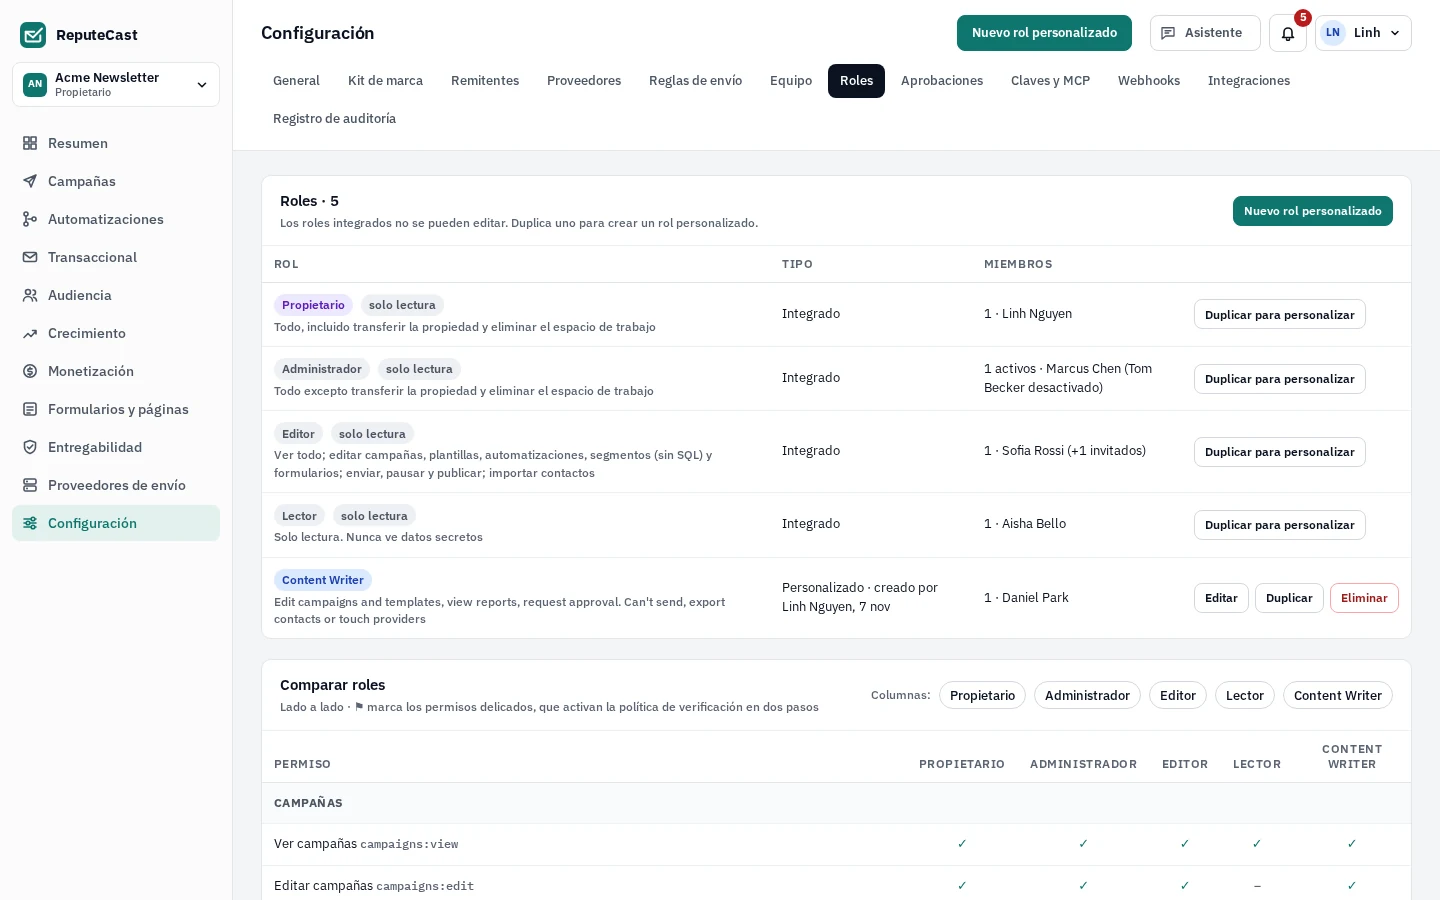 ReputeCast
AN
Acme Newsletter
Propietario
Resumen
Campañas
Automatizaciones
Transaccional
Audiencia
Crecimiento
Monetización
Formularios y páginas
Entregabilidad
Proveedores de envío
Configuración
Configuración
Nuevo rol personalizado
Asistente
5
LN
Linh
General
Kit de marca
Remitentes
Proveedores
Reglas de envío
Equipo
Roles
Aprobaciones
Claves y MCP
Webhooks
Integraciones
Registro de auditoría
Roles · 5
Los roles integrados no se pueden editar. Duplica uno para crear un rol personalizado.
Nuevo rol personalizado
ROL
TIPO
MIEMBROS
Propietario solo lectura
Todo, incluido transferir la propiedad y eliminar el espacio de trabajo
Integrado
1 · Linh Nguyen
Duplicar para personalizar
Administrador solo lectura
Todo excepto transferir la propiedad y eliminar el espacio de trabajo
Integrado
1 activos · Marcus Chen (Tom
Becker desactivado)
Duplicar para personalizar
Editor solo lectura
Ver todo; editar campañas, plantillas, automatizaciones, segmentos (sin SQL) y
formularios; enviar, pausar y publicar; importar contactos
Integrado
1 · Sofia Rossi (+1 invitados)
Duplicar para personalizar
Lector solo lectura
Solo lectura. Nunca ve datos secretos
Integrado
1 · Aisha Bello
Duplicar para personalizar
Content Writer
Edit campaigns and templates, view reports, request approval. Can't send, export
contacts or touch providers
Personalizado · creado por
Linh Nguyen, 7 nov
1 · Daniel Park
Editar
Duplicar
Eliminar
Comparar roles
Lado a lado · ⚑ marca los permisos delicados, que activan la política de verificación en dos pasos
Columnas:
Propietario
Administrador
Editor
Lector
Content Writer
PERMISO
PROPIETARIO
ADMINISTRADOR
EDITOR
LECTOR
CONTENT
WRITER
CAMPAÑAS
Ver campañas campaigns:view ✓ ✓ ✓ ✓ ✓
Editar campañas campaigns:edit ✓ ✓ ✓ – ✓